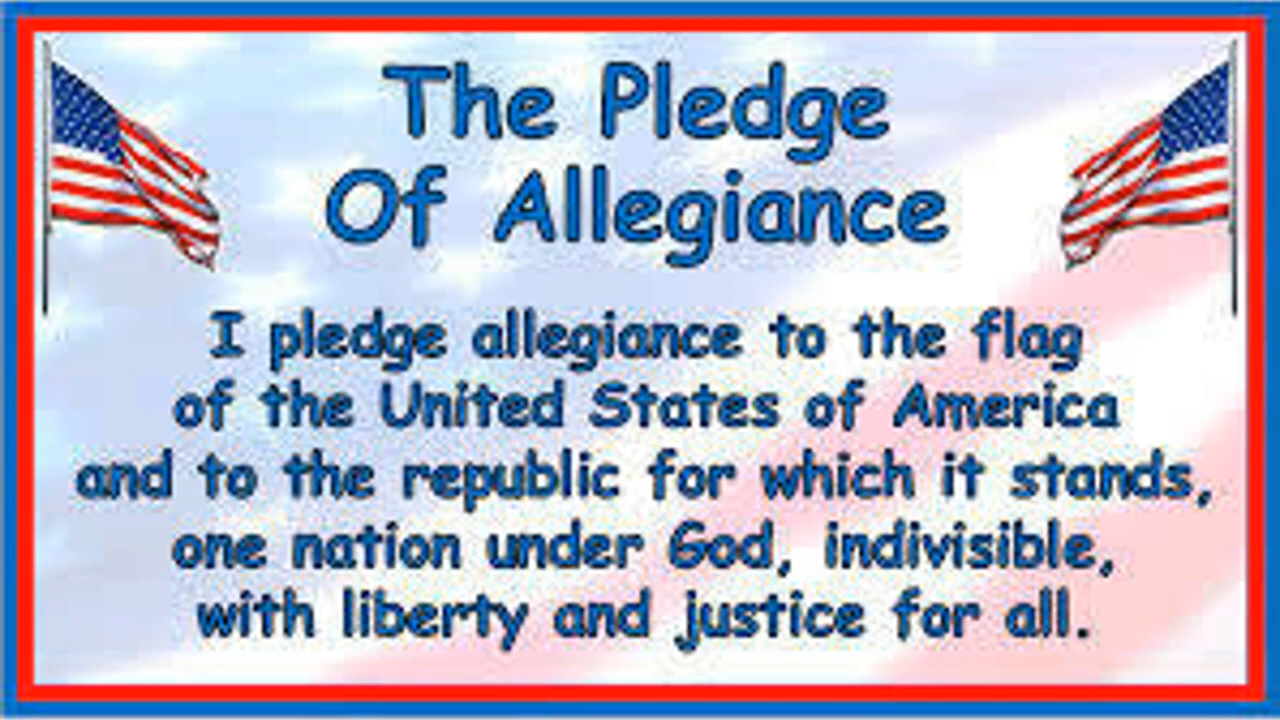 The Pledge
Of Allegiance
I pledge allegiance to the flag
of the United States of America
and to the republic for which it stands,
one nation under God, indivisible,
with liberty and justice for all.